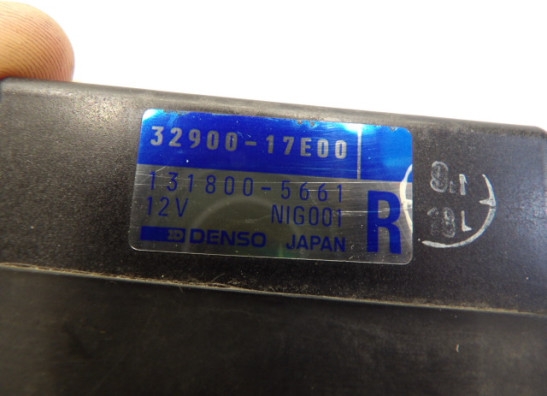 32900-17E00
131800-5661
12V NIG001 R
DENSO JAPAN